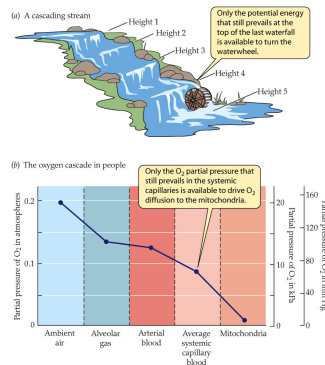 (a) A cascading stream
Height 1
Height 2
Height 3
Height 4
Height 5
Only the potential energy
that still prevails at the
top of the last waterfall
is available to turn the
waterwheel.
(b) The oxygen cascade in people
Only the O₂ partial pressure that
still prevails in the systemic
capillaries is available to drive O₂
diffusion to the mitochondria.
Partial pressure of O₂ in atmospheres
0.2
0.1
0
Ambient
air
Alveolar
gas
Arterial
blood
Average
systemic
capillary
blood
Mitochondria
20
10
0
Partial Pressure of O₂ in kPa
160
80
40
0